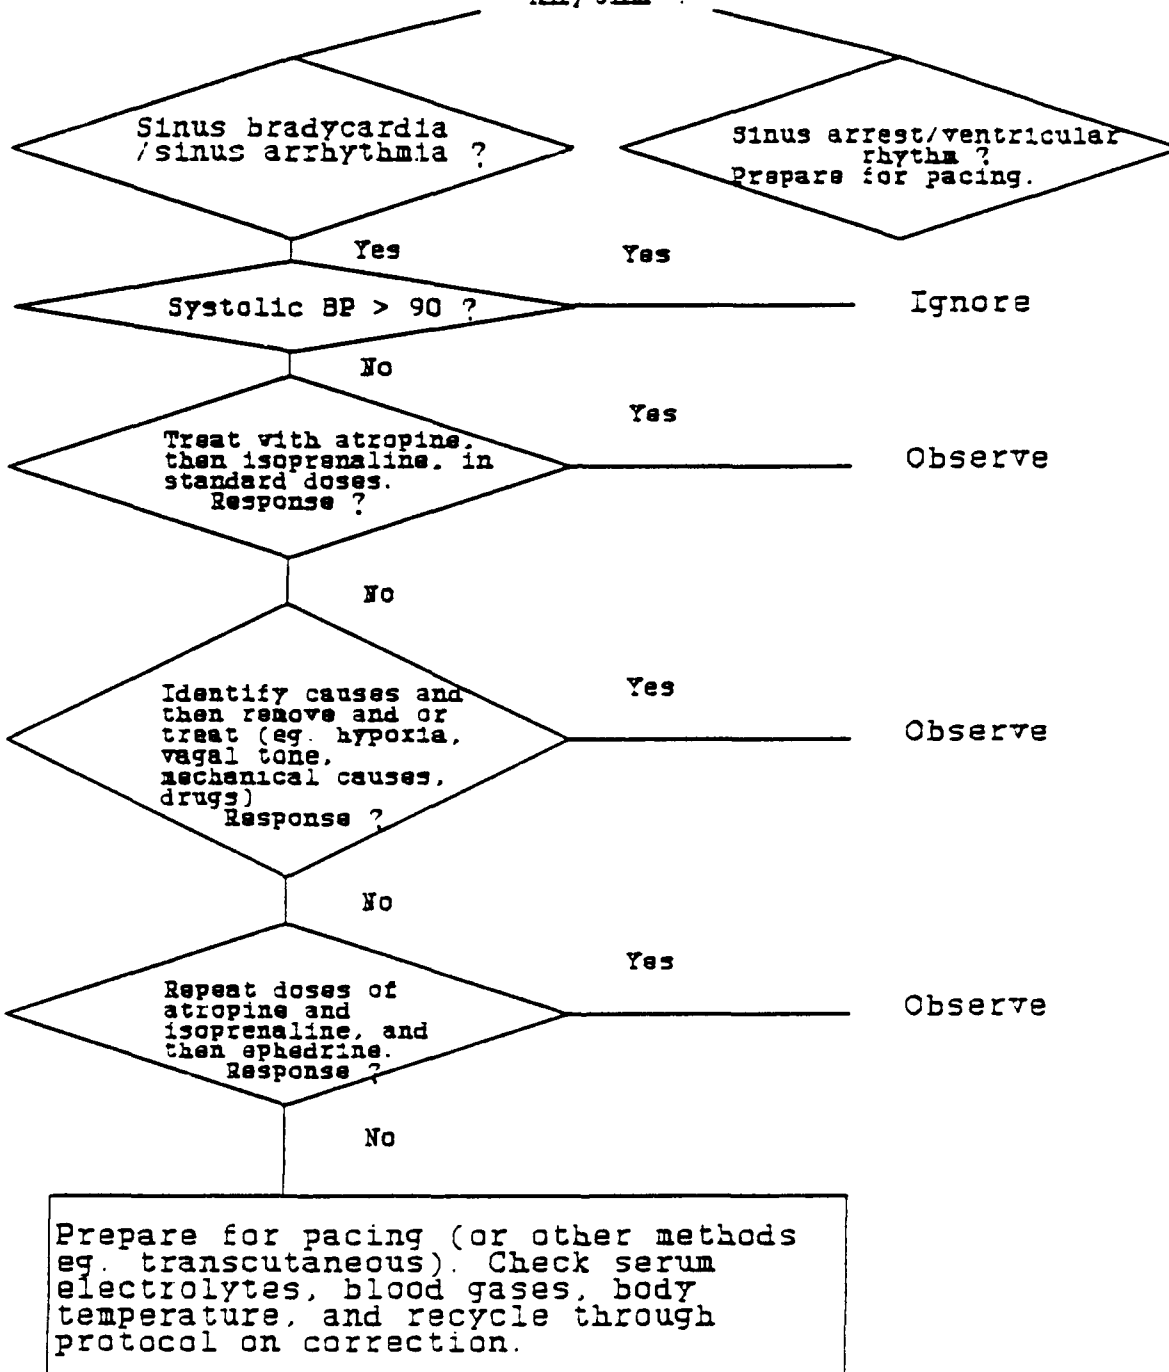 Sinus bradycardia
/sinus arrhythmia ?
Sinus arrest/ventricular
rhythm ?
Prepare for pacing.
Yes
Yes
Systolic BP > 90 ?
Ignore
No
Yes
Treat with atropine,
then isoprenaline, in
standard doses.
Response ?
Observe
No
Yes
Identify causes and
then remove and or
treat (eg. hypoxia,
vagal tone,
mechanical causes,
drugs)
Response ?
Observe
No
Yes
Repeat doses of
atropine and
isoprenaline, and
then ephedrine.
Response ?
Observe
No
Prepare for pacing (or other methods
eg. transcutaneous). Check serum
electrolytes, blood gases, body
temperature, and recycle through
protocol on correction.